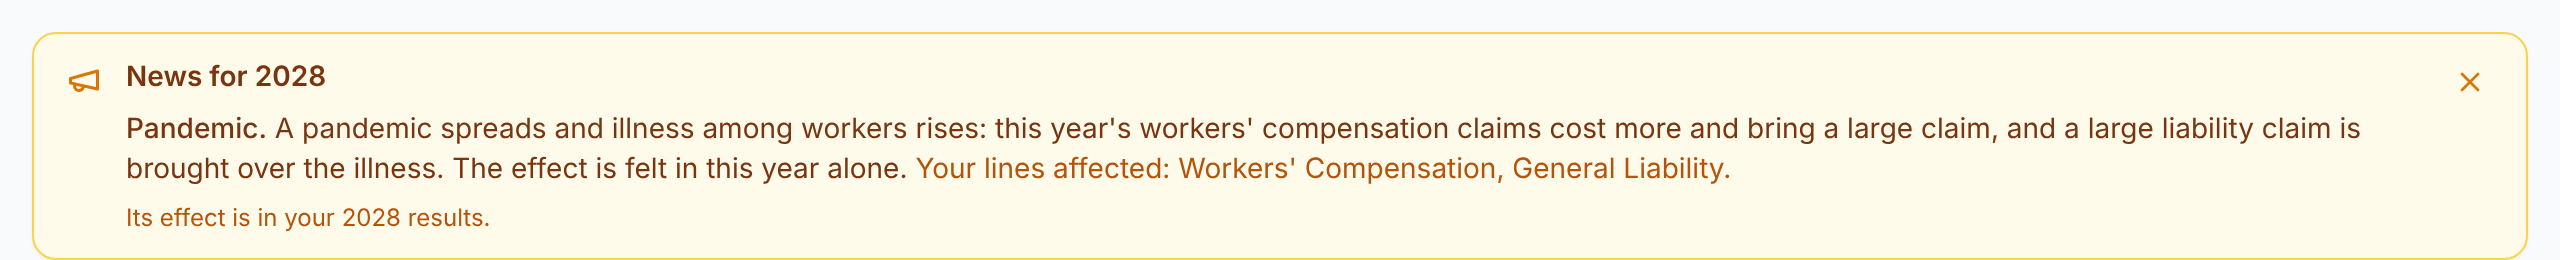 News for 2028
Pandemic. A pandemic spreads and illness among workers rises: this year's workers' compensation claims cost more and bring a large claim, and a large liability claim is
brought over the illness. The effect is felt in this year alone. Your lines affected: Workers' Compensation, General Liability.
Its effect is in your 2028 results.